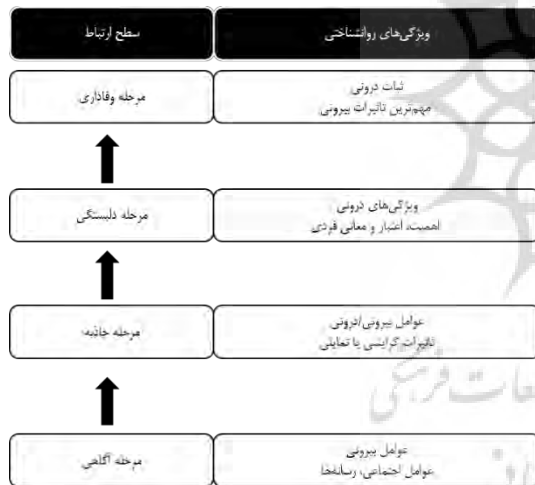 ویژگی‌های روانشناختی
سطح ارتباط
ثبات درونی
مهم‌ترین تاثیرات بیرونی
مرحله وفاداری
ویژگی‌های درونی
اهمیت، اعتبار و معانی فردی
مرحله دلبستگی
عوامل بیرونی/درونی
تاثیرات گرایشی یا تمایلی
مرحله جاذبه
عوامل بیرونی
عوامل اجتماعی، رسانه‌ها
مرحله آگاهی